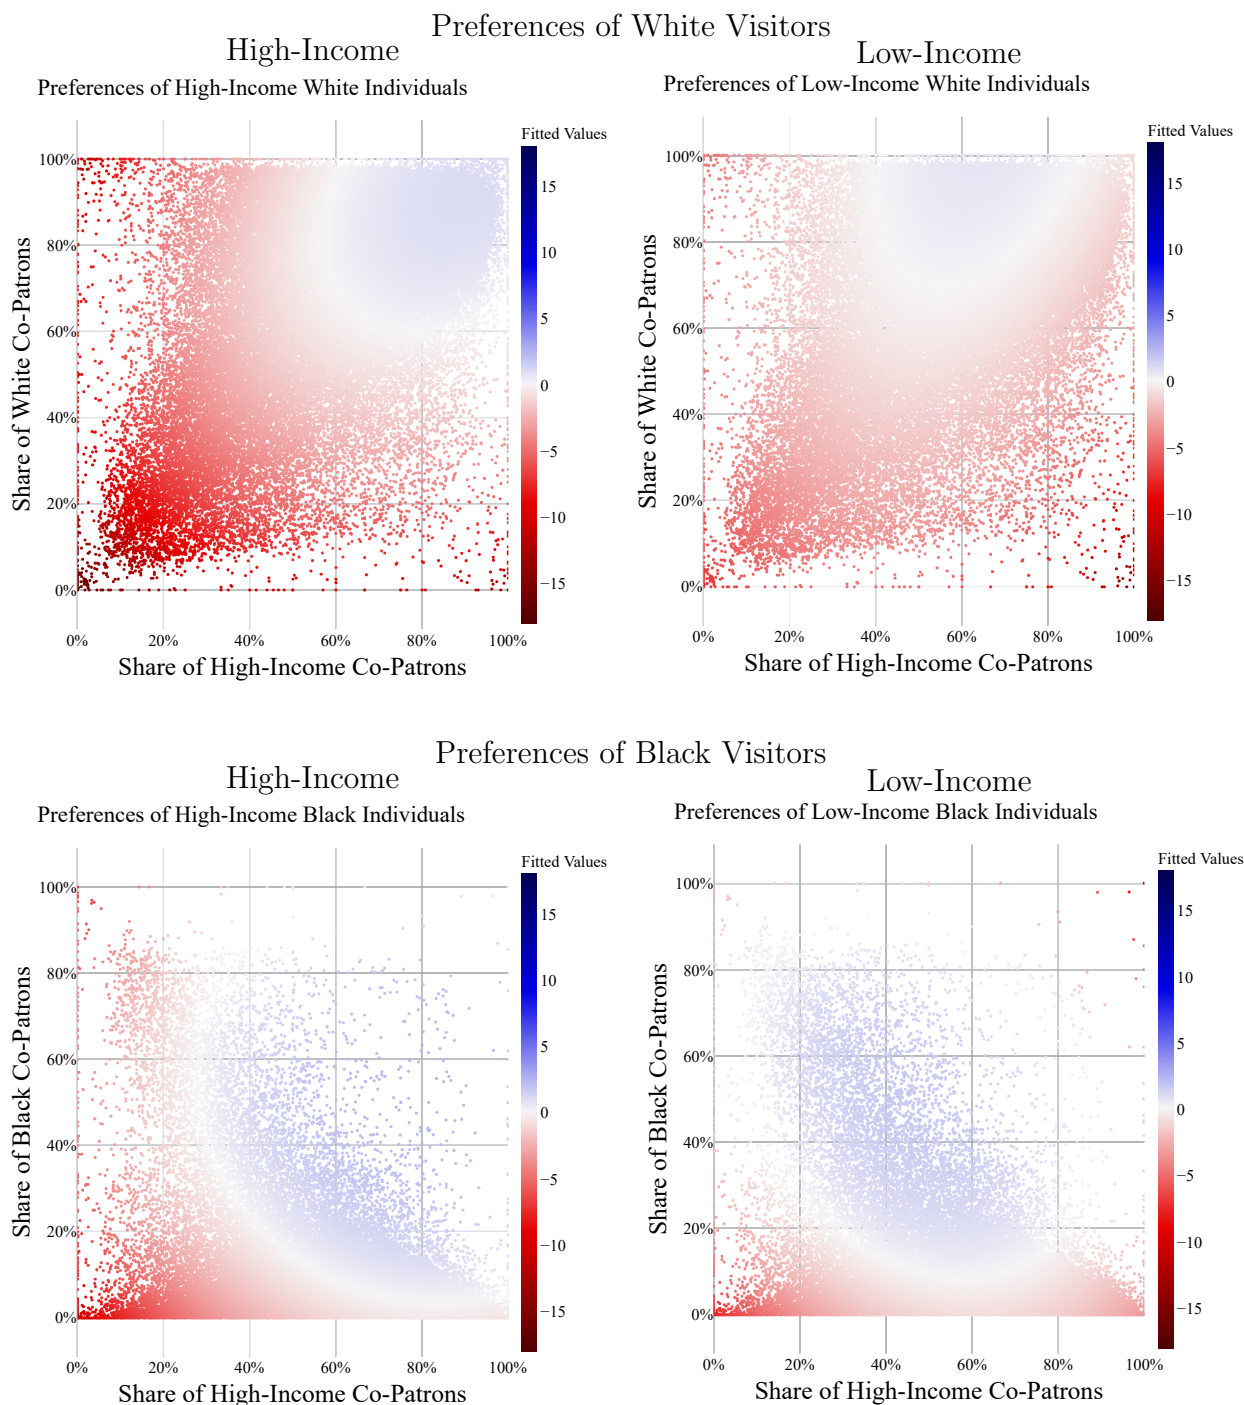 Preferences of White Visitors
High-Income
Low-Income
Preferences of High-Income White Individuals
Preferences of Low-Income White Individuals
Fitted Values
100%
80%
60%
40%
20%
0%
Share of White Co-Patrons
0% 20% 40% 60% 80% 100%
Share of High-Income Co-Patrons
15
10
5
0
−5
−10
−15
Fitted Values
100%
80%
60%
40%
20%
0%
Share of White Co-Patrons
0% 20% 40% 60% 80% 100%
Share of High-Income Co-Patrons
15
10
5
0
−5
−10
−15
Preferences of Black Visitors
High-Income
Low-Income
Preferences of High-Income Black Individuals
Preferences of Low-Income Black Individuals
Fitted Values
100%
80%
60%
40%
20%
0%
Share of Black Co-Patrons
0% 20% 40% 60% 80% 100%
Share of High-Income Co-Patrons
15
10
5
0
−5
−10
−15
Fitted Values
100%
80%
60%
40%
20%
0%
Share of Black Co-Patrons
0% 20% 40% 60% 80% 100%
Share of High-Income Co-Patrons
15
10
5
0
−5
−10
−15